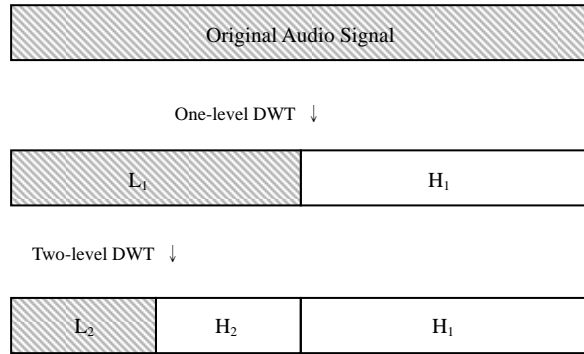 Original Audio Signal
One-level DWT ↓
L₁ H₁
Two-level DWT ↓
L₂ H₂ H₁